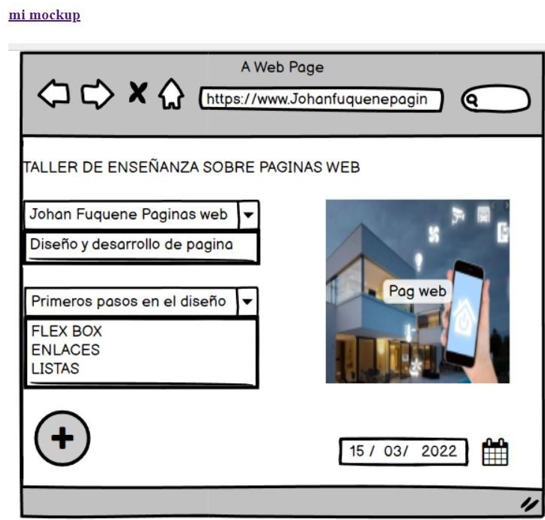 mi mockup
A Web Page
https://www.Johanfuquenepagin
TALLER DE ENSEÑANZA SOBRE PAGINAS WEB
Johan Fuquene Paginas web
Diseño y desarrollo de pagina
Pag web
Primeros pasos en el diseño
FLEX BOX
ENLACES
LISTAS
15 / 03/ 2022